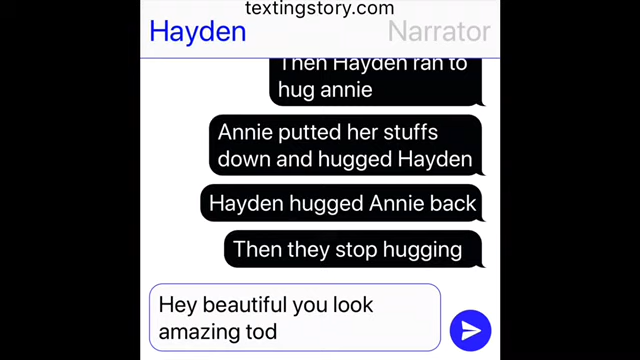 textingstory.com
Hayden
Narrator
Then Hayden ran to
hug annie
Annie putted her stuffs
down and hugged Hayden
Hayden hugged Annie back
Then they stop hugging
Hey beautiful you look
amazing tod